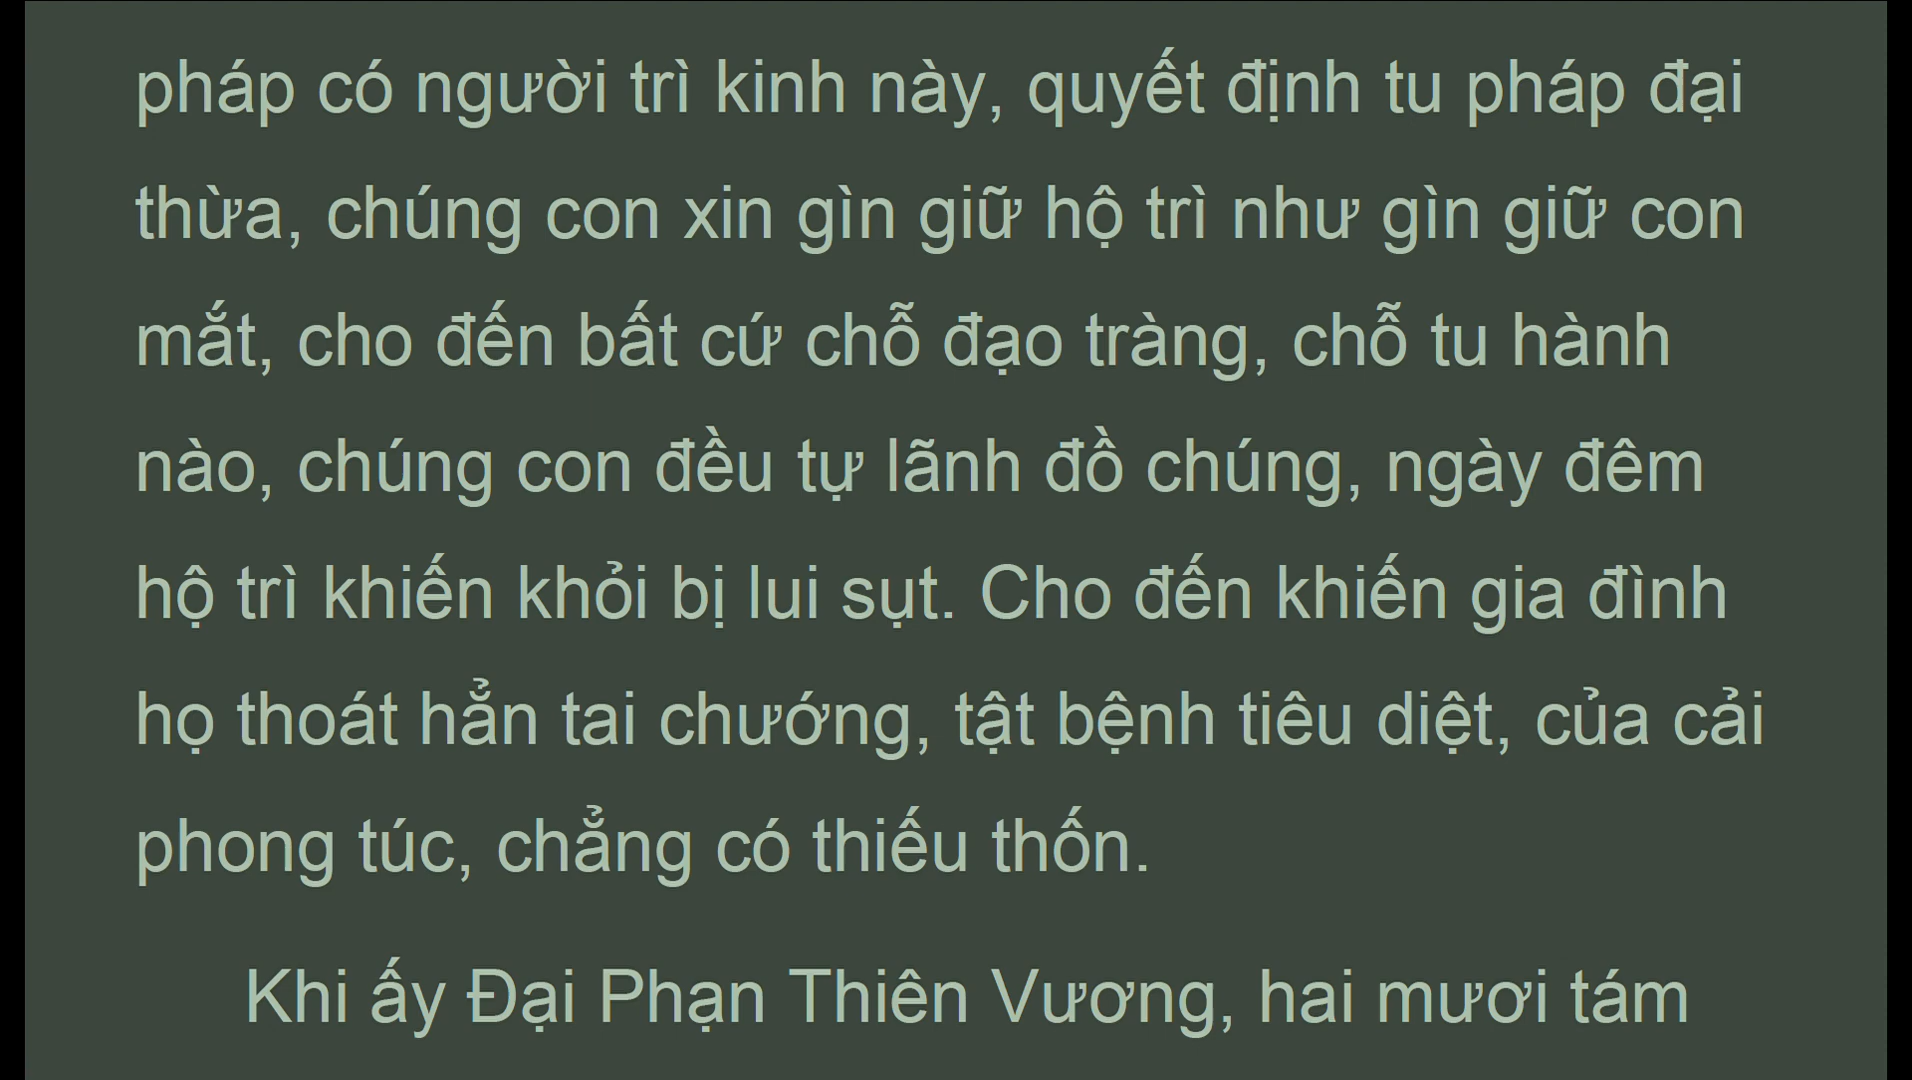 pháp có người trì kinh này, quyết định tu pháp đại
thừa, chúng con xin gìn giữ hộ trì như gìn giữ con
mắt, cho đến bất cứ chỗ đạo tràng, chỗ tu hành
nào, chúng con đều tự lãnh đồ chúng, ngày đêm
hộ trì khiến khỏi bị lui sụt. Cho đến khiến gia đình
họ thoát hẳn tai chướng, tật bệnh tiêu diệt, của cải
phong túc, chẳng có thiếu thốn.
Khi ấy Đại Phạn Thiên Vương, hai mươi tám